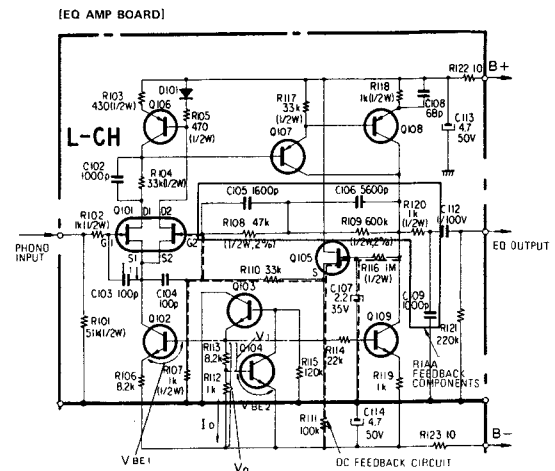 [EQ AMP BOARD]
L-CH
R103
430(1/2W)
Q106
D101
R105
470
(1/2W)
R117
33k
(1/2W)
Q107
R118
1k(1/2W)
Q108
C108
68p
R122 10
B+
C113
4.7
50V
C102
1000p
R104
33k(1/2W)
Q101
D1
D2
G1
G2
S1
S2
R102
1k(1/2W)
PHONO
INPUT
C105 1600p
C106 5600p
R108 47k
(1/2W,2%)
R109 600k
(1/2W,2%)
R120
1k
(1/2W)
C112
1/100V
EQ OUTPUT
C103
100p
C104
100p
R110 33k
Q105
S
R116 1M
(1/2W)
C107
2.2
35V
C109
1000p
R121
220k
RIAA
FEEDBACK
COMPONENTS
R101
51k(1/2W)
Q102
R106
8.2k
R107
1k
(1/2W)
Q103
R113
8.2k
V1
Q104
R112
1k
VBE2
R115
120k
R114
22k
Q109
R119
1k
VBE1
Io
Vo
R111
100k
C114
4.7
50V
R123 10
B-
DC FEEDBACK CIRCUIT